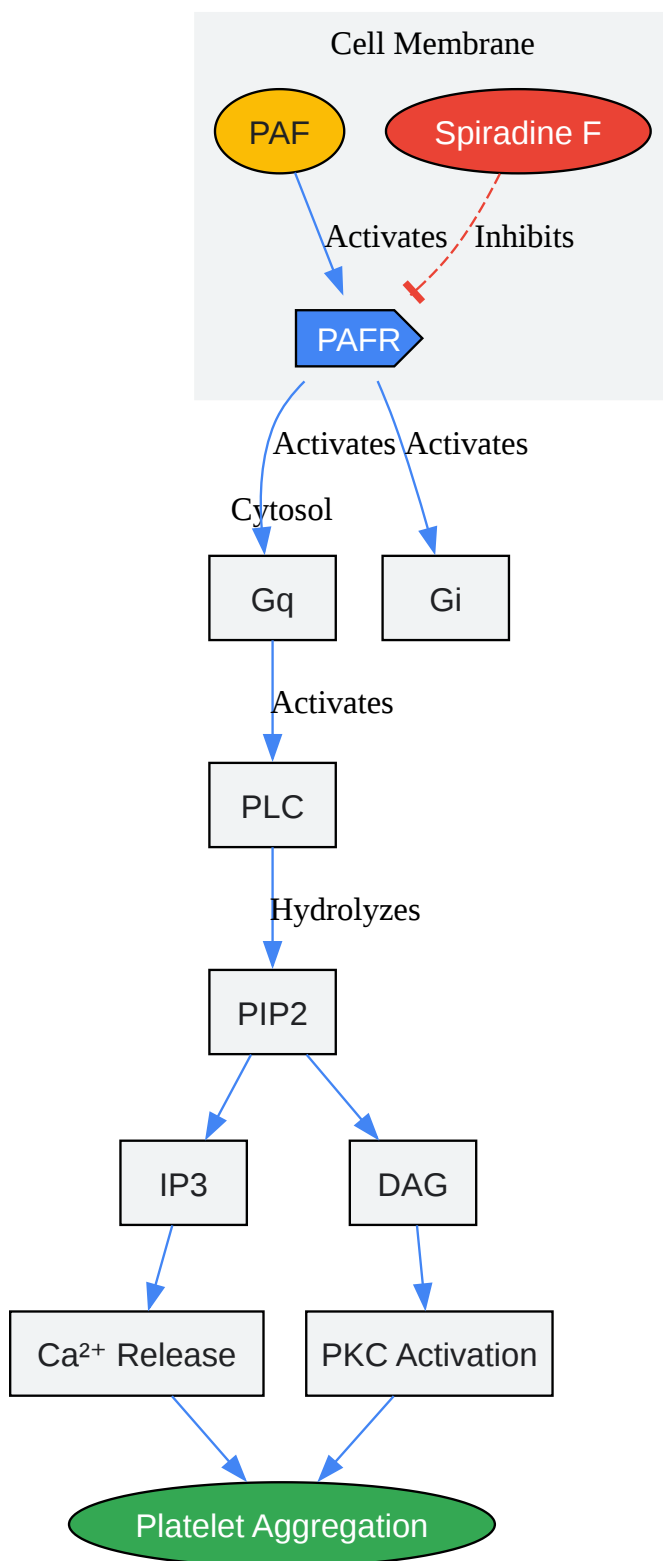 Cell Membrane
PAF
Spiradine F
Activates
Inhibits
PAFR
Activates
Activates
Cytosol
Gq
Gi
Activates
PLC
Hydrolyzes
PIP2
IP3
DAG
Ca²⁺ Release
PKC Activation
Platelet Aggregation